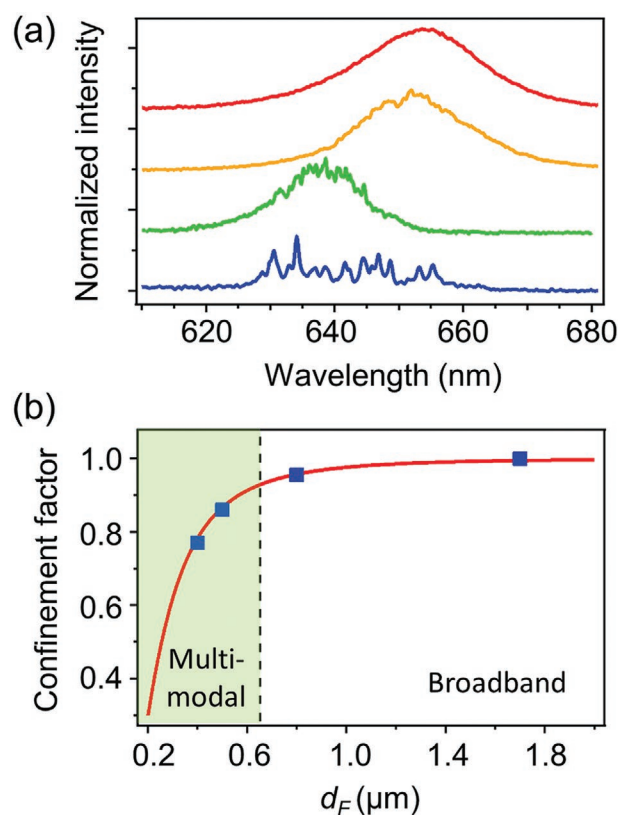 (a)
Normalized intensity
620 640 660 680
Wavelength (nm)
(b)
Confinement factor
1.0
0.8
0.6
0.4
Multi-
modal
Broadband
0.2 0.6 1.0 1.4 1.8
d_F (µm)